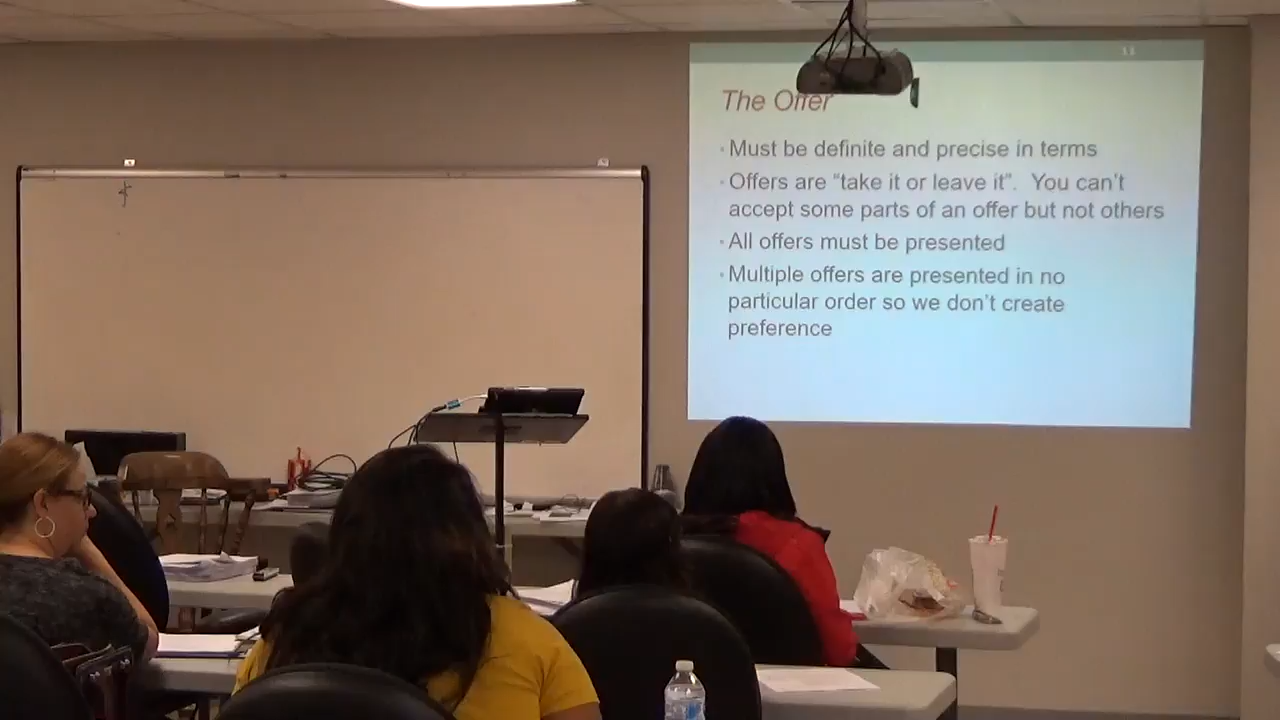 The Offer
Must be definite and precise in terms
Offers are “take it or leave it”. You can’t
accept some parts of an offer but not others
All offers must be presented
Multiple offers are presented in no
particular order so we don’t create
preference